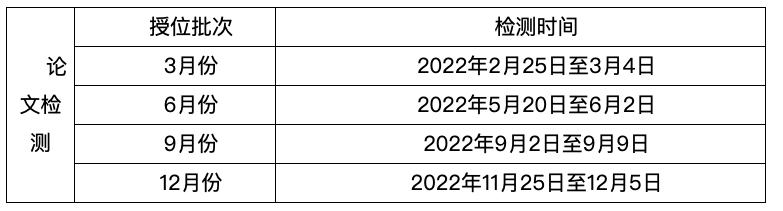 论文检测
授位批次 检测时间
3月份 2022年2月25日至3月4日
6月份 2022年5月20日至6月2日
9月份 2022年9月2日至9月9日
12月份 2022年11月25日至12月5日